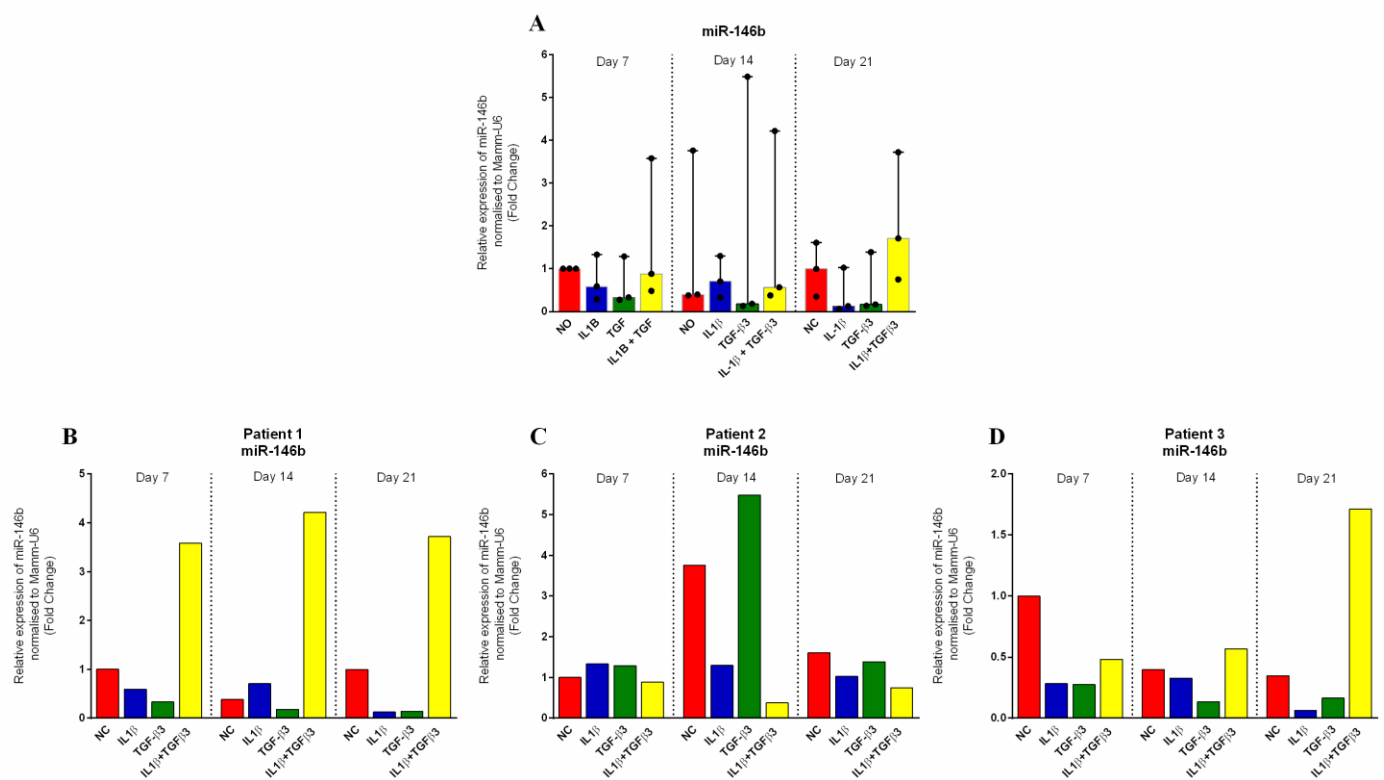 A
miR-146b
Relative expression of miR-146b
normalised to Mamm-U6
(Fold Change)
6
5
4
3
2
1
0
Day 7
Day 14
Day 21
NO
IL1B
TGF
IL1B + TGF
NO
IL1β
TGF-β3
IL-1β + TGF-β3
NC
IL-1β
TGF-β3
IL1β+TGFβ3
B
Patient 1
miR-146b
Relative expression of miR-146b
normalised to Mamm-U6
(Fold Change)
5
4
3
2
1
0
Day 7
Day 14
Day 21
NC
IL1β
TGF-β3
IL1β+TGFβ3
NC
IL1β
TGF-β3
IL1β+TGFβ3
NC
IL1β
TGF-β3
IL1β+TGFβ3
C
Patient 2
miR-146b
Relative expression of miR-146b
normalised to Mamm-U6
(Fold Change)
6
5
4
3
2
1
0
Day 7
Day 14
Day 21
NC
IL1β
TGF-β3
IL1β+TGFβ3
NC
IL1β
TGF-β3
IL1β+TGFβ3
NC
IL1β
TGF-β3
IL1β+TGFβ3
D
Patient 3
miR-146b
Relative expression of miR-146b
normalised to Mamm-U6
(Fold Change)
2.0
1.5
1.0
0.5
0.0
Day 7
Day 14
Day 21
NC
IL1β
TGF-β3
IL1β+TGFβ3
NC
IL1β
TGF-β3
IL1β+TGFβ3
NC
IL1β
TGF-β3
IL1β+TGFβ3